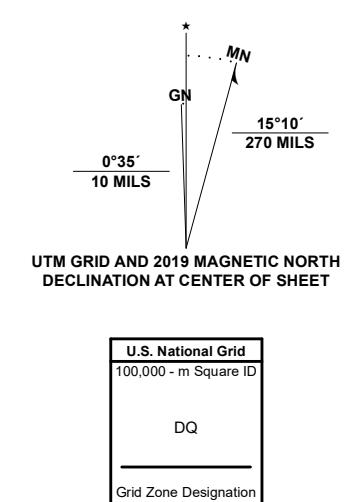 ★
MN
GN
15°10´
270 MILS
0°35´
10 MILS
UTM GRID AND 2019 MAGNETIC NORTH
DECLINATION AT CENTER OF SHEET
U.S. National Grid
100,000 - m Square ID
DQ
Grid Zone Designation